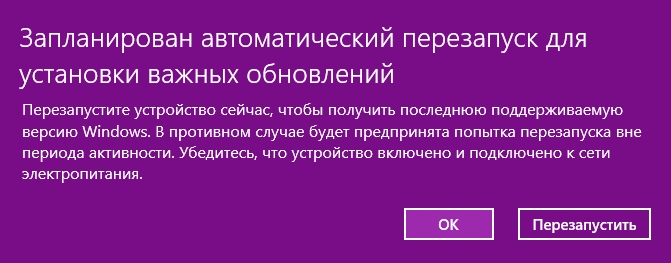 Запланирован автоматический перезапуск для
установки важных обновлений
Перезапустите устройство сейчас, чтобы получить последнюю поддерживаемую
версию Windows. В противном случае будет предпринята попытка перезапуска вне
периода активности. Убедитесь, что устройство включено и подключено к сети
электропитания.
ОК
Перезапустить